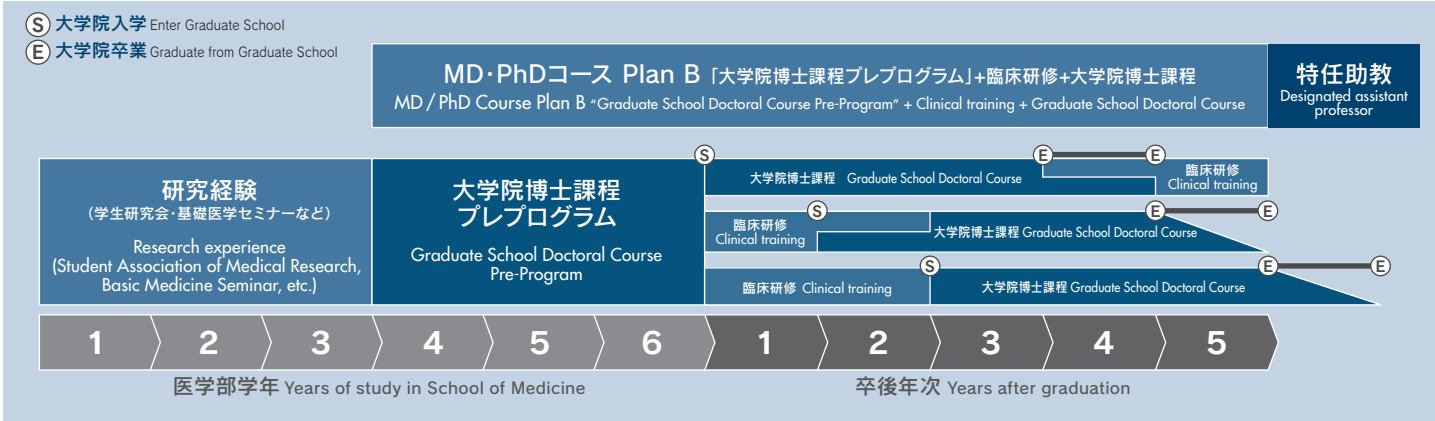 S 大学院入学 Enter Graduate School
E 大学院卒業 Graduate from Graduate School
MD・PhDコース Plan B 「大学院博士課程プレプログラム」+臨床研修+大学院博士課程
MD / PhD Course Plan B “Graduate School Doctoral Course Pre-Program” + Clinical training + Graduate School Doctoral Course
特任助教
Designated assistant
professor
研究経験
（学生研究会・基礎医学セミナーなど）
Research experience
(Student Association of Medical Research,
Basic Medicine Seminar, etc.)
大学院博士課程
プレプログラム
Graduate School Doctoral Course
Pre-Program
S
大学院博士課程 Graduate School Doctoral Course
E
E
臨床研修
Clinical training
臨床研修
Clinical training
S
大学院博士課程 Graduate School Doctoral Course
E
E
臨床研修 Clinical training
S
大学院博士課程 Graduate School Doctoral Course
E
E
1 2 3 4 5 6 1 2 3 4 5
医学部学年 Years of study in School of Medicine
卒後年次 Years after graduation